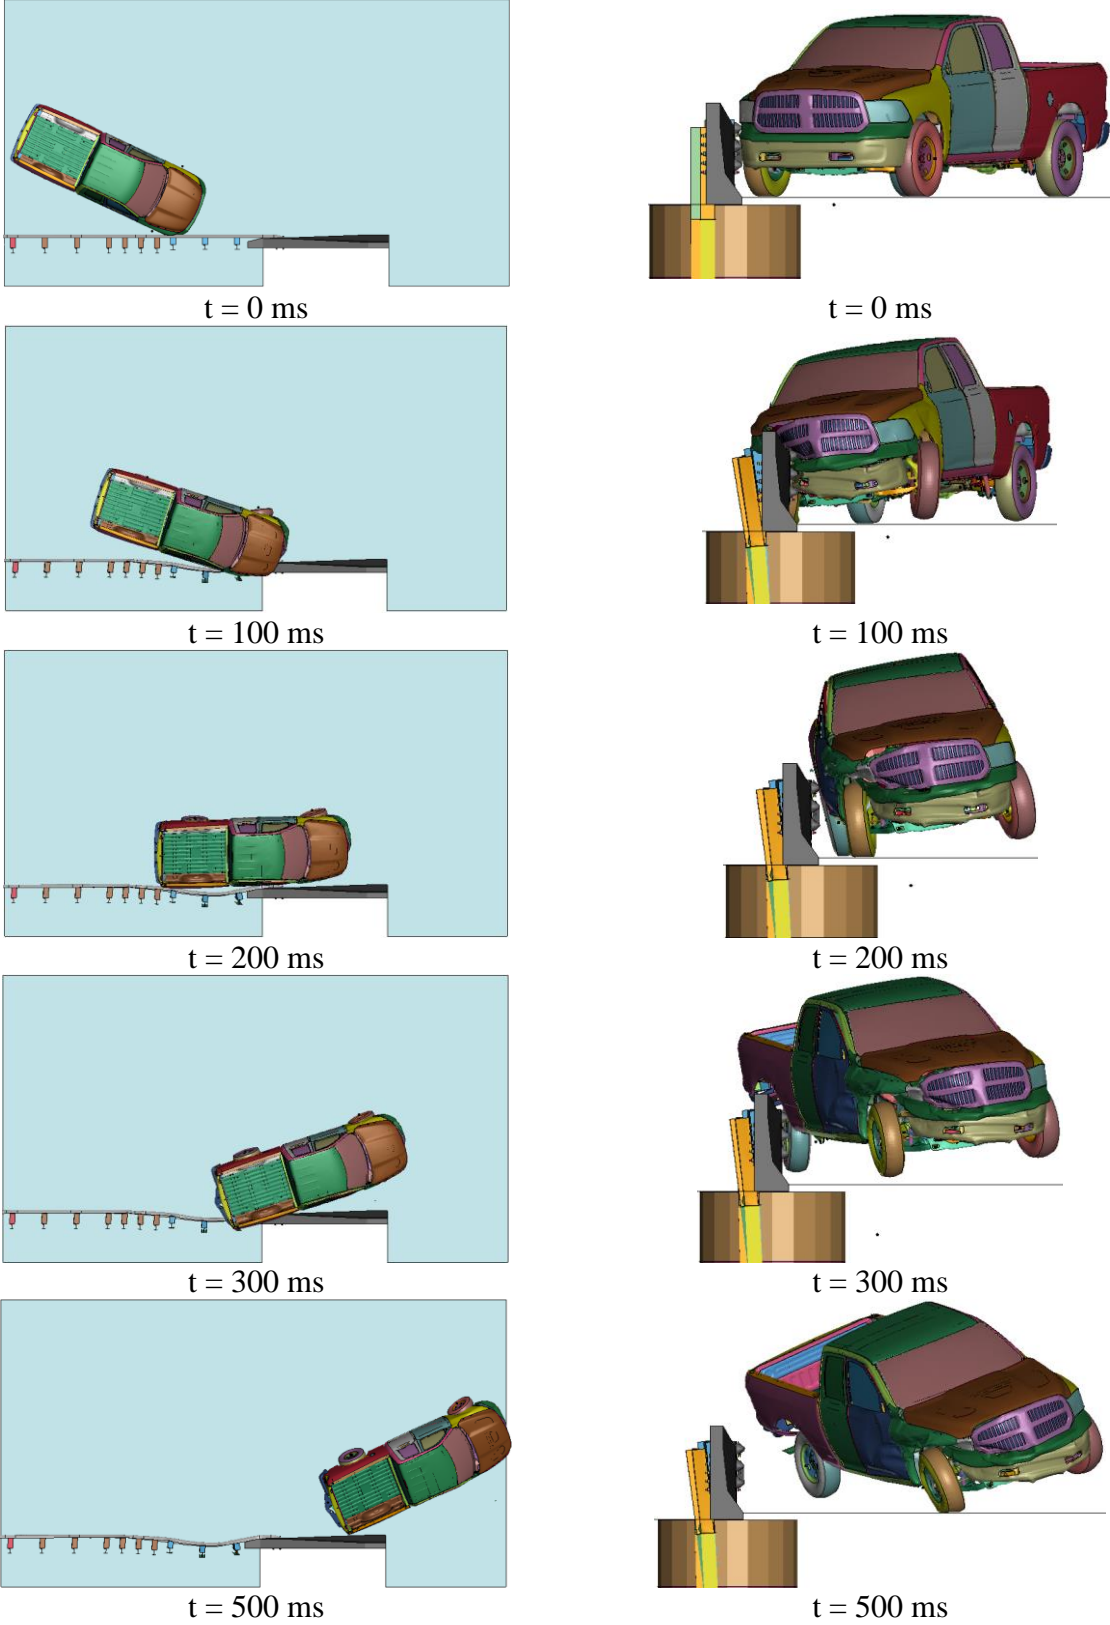 t = 0 ms
t = 0 ms
t = 100 ms
t = 100 ms
t = 200 ms
t = 200 ms
t = 300 ms
t = 300 ms
t = 500 ms
t = 500 ms